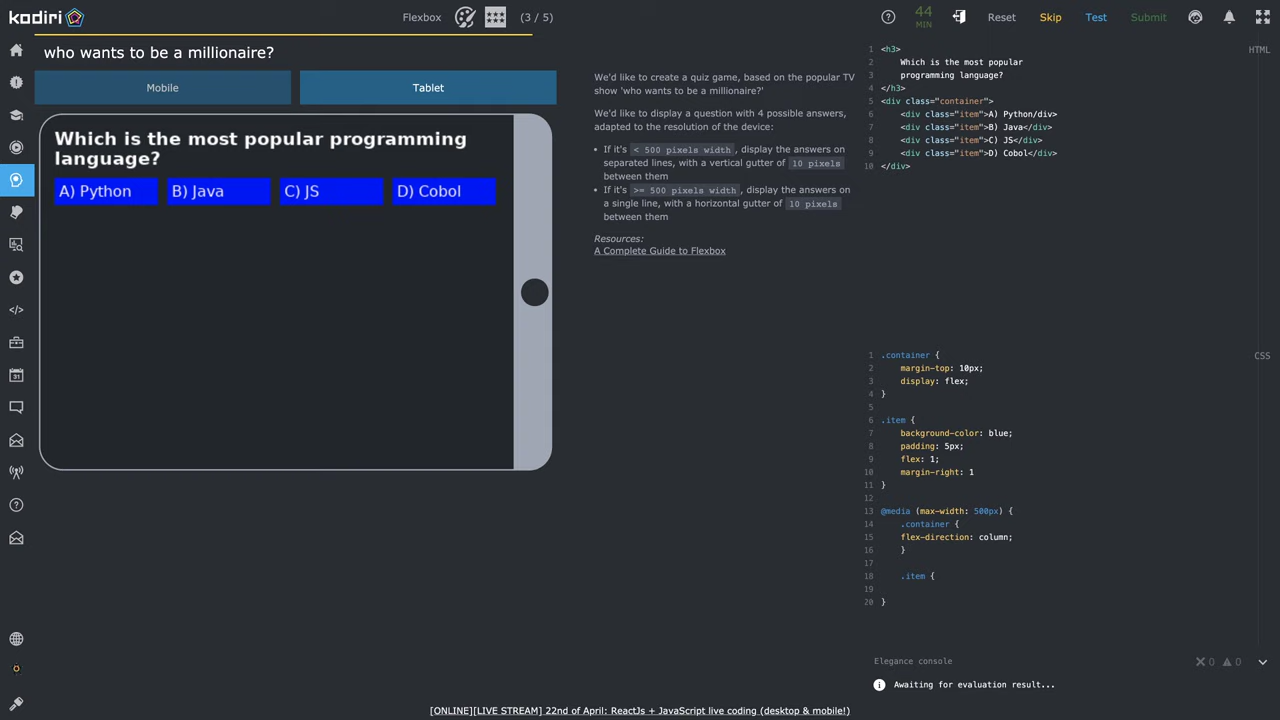 kodiri
Flexbox
(3 / 5)
44
MIN
Reset
Skip
Test
Submit
who wants to be a millionaire?
Mobile
Tablet
Which is the most popular programming
language?
A) Python
B) Java
C) JS
D) Cobol
We'd like to create a quiz game, based on the popular TV
show 'who wants to be a millionaire?'
We'd like to display a question with 4 possible answers,
adapted to the resolution of the device:
• If it's < 500 pixels width, display the answers on
separated lines, with a vertical gutter of 10 pixels
between them
• If it's >= 500 pixels width, display the answers on
a single line, with a horizontal gutter of 10 pixels
between them
Resources:
A Complete Guide to Flexbox
HTML
1 <h3>
2 Which is the most popular
3 programming language?
4 </h3>
5 <div class="container">
6 <div class="item">A) Python/div>
7 <div class="item">B) Java</div>
8 <div class="item">C) JS</div>
9 <div class="item">D) Cobol</div>
10 </div>
CSS
1 .container {
2 margin-top: 10px;
3 display: flex;
4 }
5
6 .item {
7 background-color: blue;
8 padding: 5px;
9 flex: 1;
10 margin-right: 1
11 }
12
13 @media (max-width: 500px) {
14 .container {
15 flex-direction: column;
16 }
17
18 .item {
19
20 }
Elegance console
0
0
Awaiting for evaluation result...
31
[ONLINE][LIVE STREAM] 22nd of April: ReactJs + JavaScript live coding (desktop & mobile!)